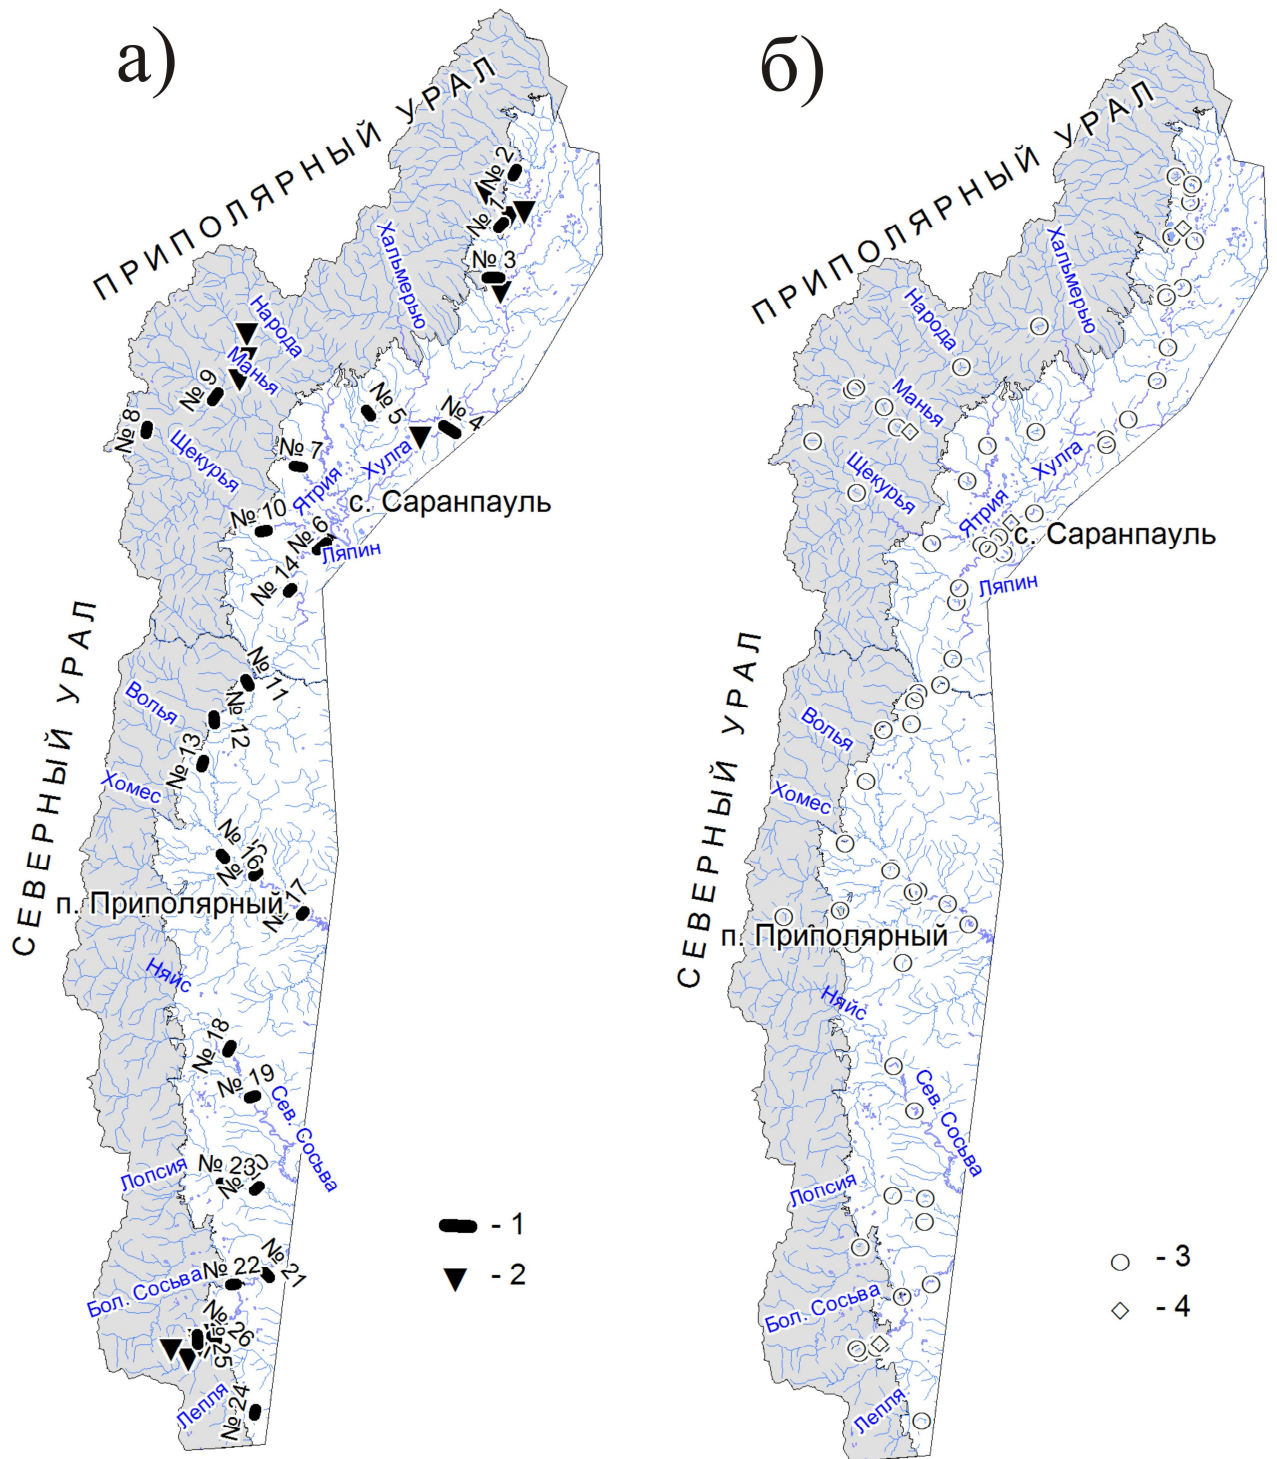 а)
ПРИПОЛЯРНЫЙ УРАЛ
№ 2
№ 1
№ 3
Хальмерью
Народа
Манья
№ 9
№ 8
№ 5
№ 4
Щекурья
№ 7
Хулга
Ятрия
с. Саранпауль
№ 10
№ 6
Ляпин
№ 14
СЕВЕРНЫЙ УРАЛ
№ 11
Волья
№ 12
№ 13
Хомес
№ 16
п. Приполярный
№ 17
Няйс
№ 18
№ 19
Сев. Сосьва
Лопсия
№ 23
№ 21
№ 22
Бол. Сосьва
№ 26
№ 25
Лепля
№ 24
- 1
- 2
б)
ПРИПОЛЯРНЫЙ УРАЛ
Хальмерью
Народа
Манья
Щекурья
Хулга
Ятрия
с. Саранпауль
Ляпин
СЕВЕРНЫЙ УРАЛ
Волья
Хомес
п. Приполярный
Няйс
Сев. Сосьва
Лопсия
Бол. Сосьва
Лепля
- 3
- 4